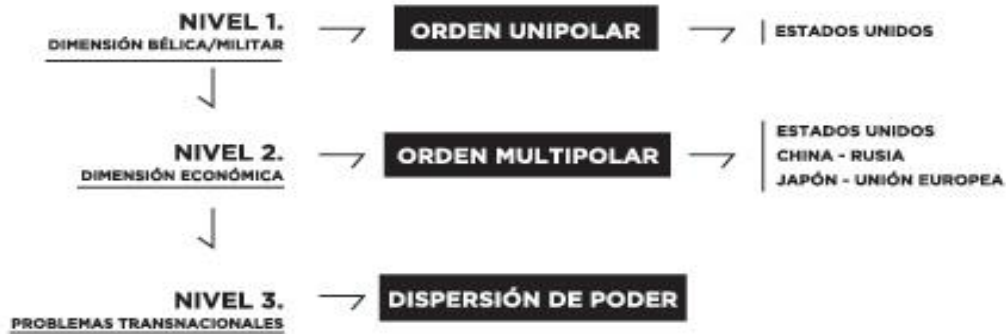 NIVEL 1.
DIMENSIÓN BÉLICA/MILITAR
ORDEN UNIPOLAR
ESTADOS UNIDOS
NIVEL 2.
DIMENSIÓN ECONÓMICA
ORDEN MULTIPOLAR
ESTADOS UNIDOS
CHINA - RUSIA
JAPÓN - UNIÓN EUROPEA
NIVEL 3.
PROBLEMAS TRANSNACIONALES
DISPERSIÓN DE PODER